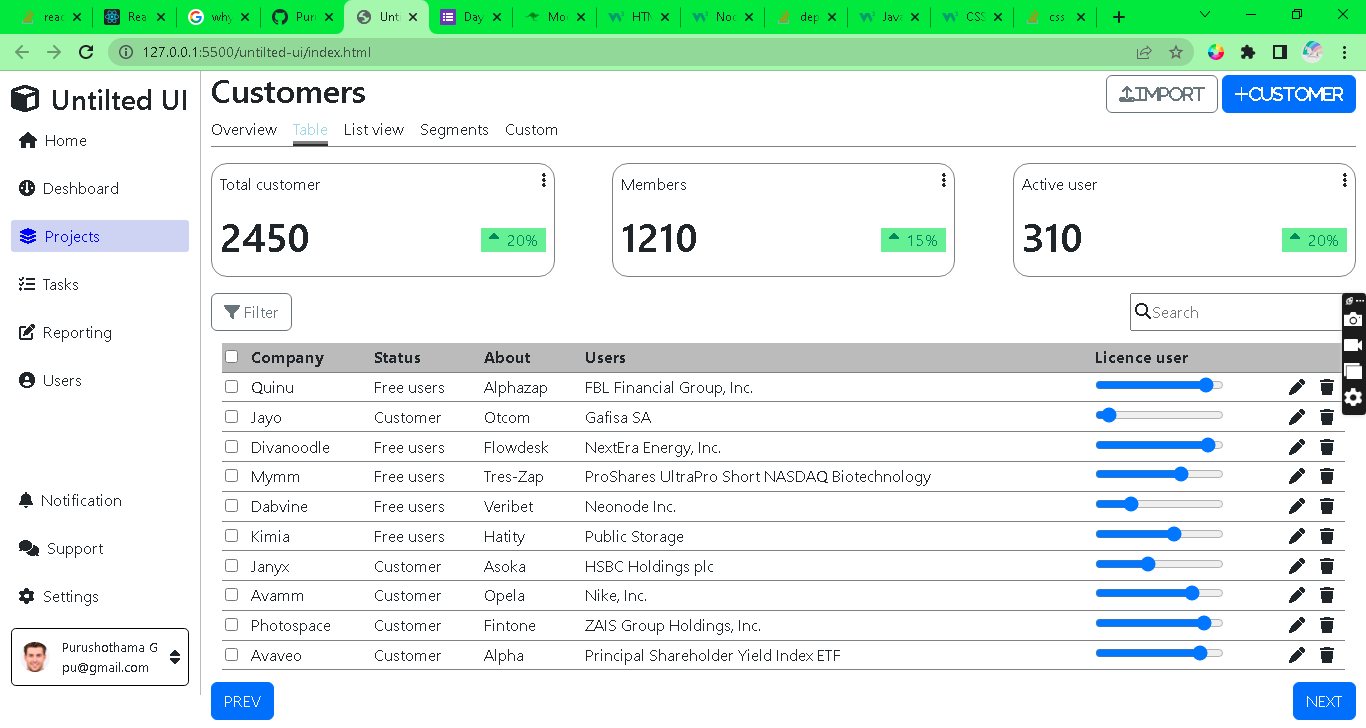 reac
Rea
why
Pur
Unti
Day
Mo
HTM
Noc
dep
Java
CSS
css
127.0.0.1:5500/untilted-ui/index.html
Untilted UI
Home
Deshboard
Projects
Tasks
Reporting
Users
Notification
Support
Settings
Purushothama G
pu@gmail.com
Customers
IMPORT
+CUSTOMER
Overview Table List view Segments Custom
Total customer
2450
20%
Members
1210
15%
Active user
310
20%
Filter
Search
Company Status About Users Licence user
Quinu Free users Alphazap FBL Financial Group, Inc.
Jayo Customer Otcom Gafisa SA
Divanoodle Free users Flowdesk NextEra Energy, Inc.
Mymm Free users Tres-Zap ProShares UltraPro Short NASDAQ Biotechnology
Dabvine Free users Veribet Neonode Inc.
Kimia Free users Hatity Public Storage
Janyx Customer Asoka HSBC Holdings plc
Avamm Customer Opela Nike, Inc.
Photospace Customer Fintone ZAIS Group Holdings, Inc.
Avaveo Customer Alpha Principal Shareholder Yield Index ETF
PREV
NEXT